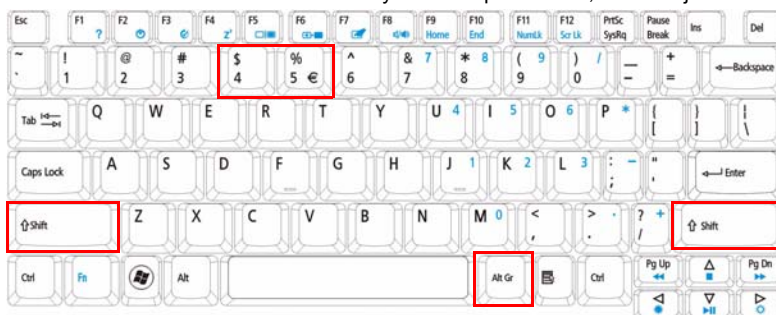 Esc F1 ? F2 F3 F4 zᶻ F5 F6 F7 F8 F9 Home F10 End F11 NumLk F12 Scr Lk PrtSc SysRq Pause Break Ins Del
~ ` ! 1 @ 2 # 3 $ 4 % 5 € ^ 6 & 7 7 * 8 8 ( 9 9 ) / 0 _ - + = Backspace
Tab Q W E R T Y U 4 I 5 O 6 P * { [ } ] | \
Caps Lock A S D F G H J 1 K 2 L 3 : - ; " ' Enter
Shift Z X C V B N M 0 < , > . . ? + / Shift
Ctrl Fn Alt Alt Gr Ctrl Pg Up Pg Dn